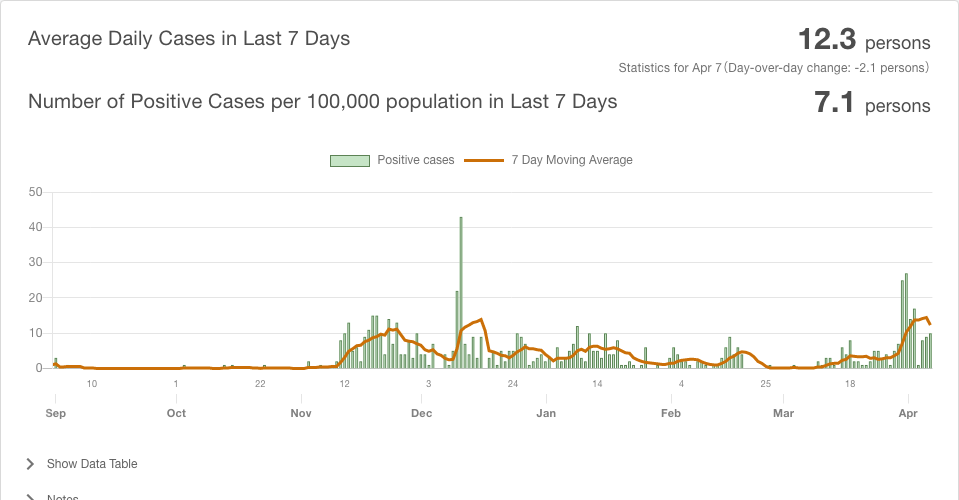 Average Daily Cases in Last 7 Days
12.3 persons
Statistics for Apr 7(Day-over-day change: -2.1 persons)
Number of Positive Cases per 100,000 population in Last 7 Days
7.1 persons
Positive cases 7 Day Moving Average
50
40
30
20
10
0
10 1 22 12 3 24 14 4 25 18
Sep Oct Nov Dec Jan Feb Mar Apr
Show Data Table
Notes